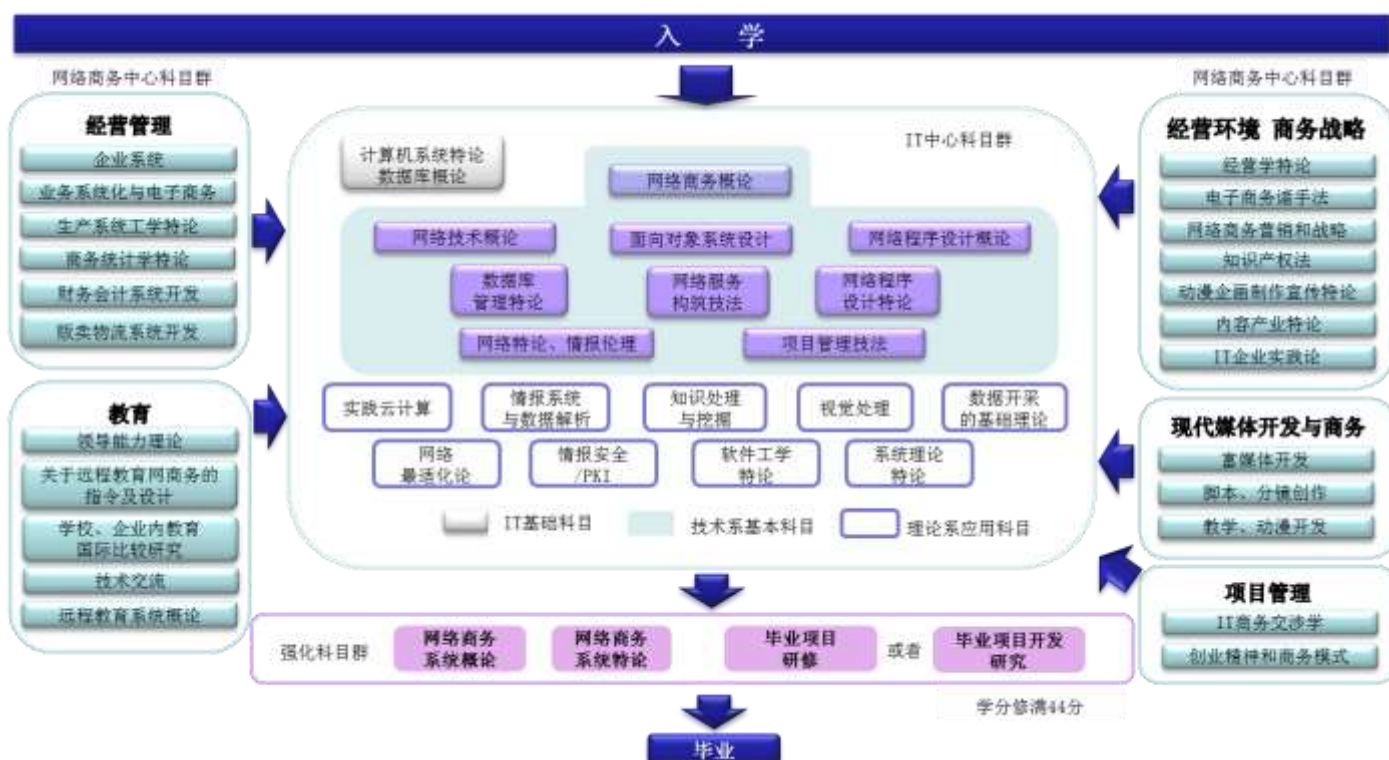 入 学
网络商务中心科目群
经营管理
企业系统
业务系统化与电子商务
生产系统工学特论
商务统计学特论
财务会计系统开发
版卖物流系统开发
教育
领导能力理论
关于远程教育网商务的
指令及设计
学校、企业内教育
国际比较研究
技术交流
远程教育系统概论
IT中心科目群
计算机系统特论
数据库概论
网络商务概论
网络技术概论
面向对象系统设计
网络程序设计概论
数据库
管理特论
网络服务
构筑技法
网络程序
设计特论
网络特论、情报伦理
项目管理技法
实践云计算
情报系统
与数据解析
知识处理
与挖掘
视觉处理
数据开采
的基础理论
网络
最适化论
情报安全
/PKI
软件工学
特论
系统理论
特论
IT基础科目
技术系基本科目
理论系应用科目
网络商务中心科目群
经营环境 商务战略
经营学特论
电子商务诸手法
网络商务营销和战略
知识产权法
动漫企画制作宣传特论
内容产业特论
IT企业实践论
现代媒体开发与商务
富媒体开发
脚本、分镜创作
教学、动漫开发
项目管理
IT商务交涉学
创业精神和商务模式
强化科目群
网络商务
系统概论
网络商务
系统特论
毕业项目
研修
或者
毕业项目开发
研究
学分修满44分
毕业